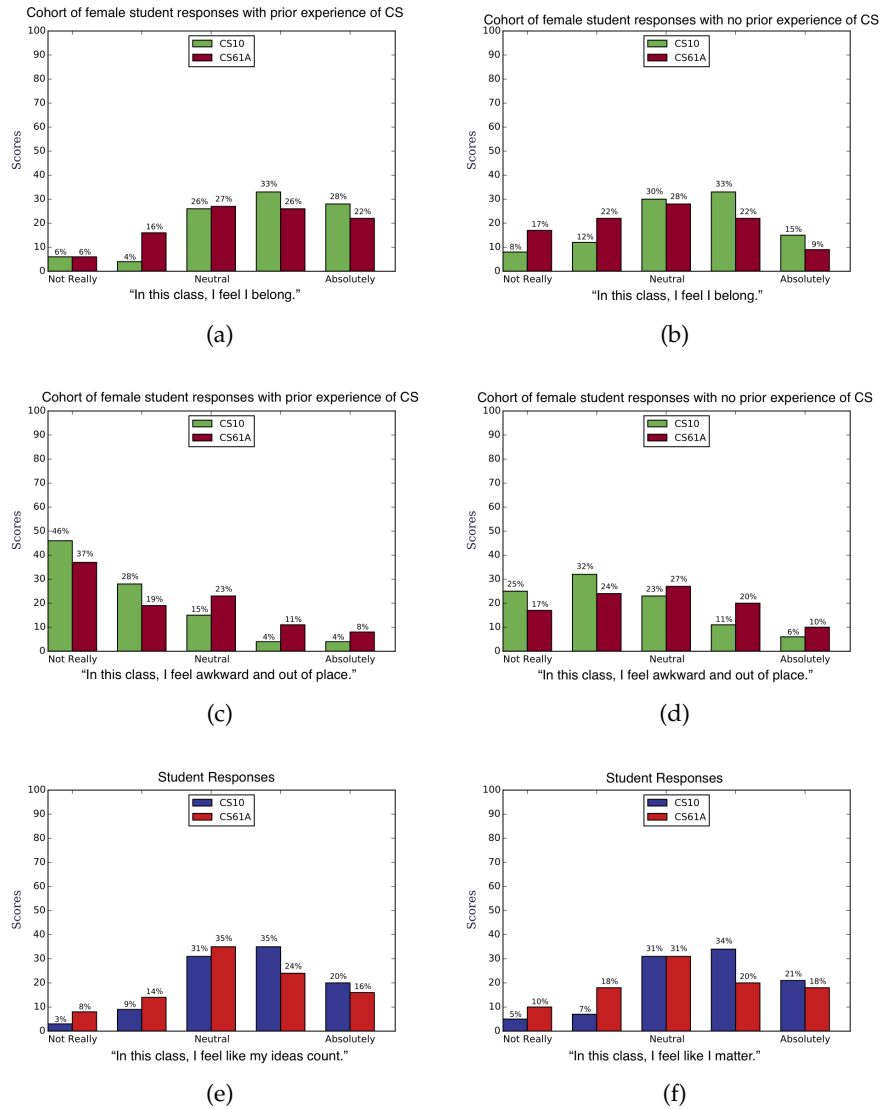 Cohort of female student responses with prior experience of CS
100
90
80
70
60
50
40
30
20
10
0
Scores
CS10
CS61A
6%
6%
4%
16%
26%
27%
33%
26%
28%
22%
Not Really
Neutral
Absolutely
“In this class, I feel I belong.”
(a)
Cohort of female student responses with no prior experience of CS
100
90
80
70
60
50
40
30
20
10
0
Scores
CS10
CS61A
8%
17%
12%
22%
30%
28%
33%
22%
15%
9%
Not Really
Neutral
Absolutely
“In this class, I feel I belong.”
(b)
Cohort of female student responses with prior experience of CS
100
90
80
70
60
50
40
30
20
10
0
Scores
CS10
CS61A
46%
37%
28%
19%
15%
23%
4%
11%
4%
8%
Not Really
Neutral
Absolutely
“In this class, I feel awkward and out of place.”
(c)
Cohort of female student responses with no prior experience of CS
100
90
80
70
60
50
40
30
20
10
0
Scores
CS10
CS61A
25%
17%
32%
24%
23%
27%
11%
20%
6%
10%
Not Really
Neutral
Absolutely
“In this class, I feel awkward and out of place.”
(d)
Student Responses
100
90
80
70
60
50
40
30
20
10
0
Scores
CS10
CS61A
3%
8%
9%
14%
31%
35%
35%
24%
20%
16%
Not Really
Neutral
Absolutely
“In this class, I feel like my ideas count.”
(e)
Student Responses
100
90
80
70
60
50
40
30
20
10
0
Scores
CS10
CS61A
5%
10%
7%
18%
31%
31%
34%
20%
21%
18%
Not Really
Neutral
Absolutely
“In this class, I feel like I matter.”
(f)